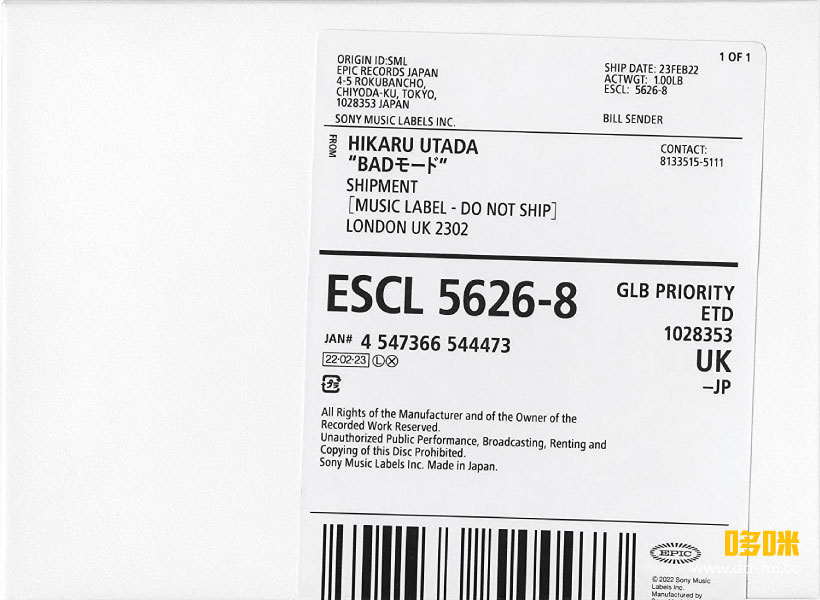 1 OF 1
ORIGIN ID:SML
EPIC RECORDS JAPAN
4-5 ROKUBANCHO,
CHIYODA-KU, TOKYO,
1028353 JAPAN
SONY MUSIC LABELS INC.
SHIP DATE: 23FEB22
ACTWGT: 1.00LB
ESCL: 5626-8
BILL SENDER
FROM
HIKARU UTADA
“BADモード”
SHIPMENT
[MUSIC LABEL - DO NOT SHIP]
LONDON UK 2302
CONTACT:
8133515-5111
ESCL 5626-8
JAN# 4 547366 544473
22·02·23 Ⓛ Ⓧ
プラ
GLB PRIORITY
ETD
1028353
UK
–JP
All Rights of the Manufacturer and of the Owner of the
Recorded Work Reserved.
Unauthorized Public Performance, Broadcasting, Renting and
Copying of this Disc Prohibited.
Sony Music Labels Inc. Made in Japan.
EPIC
哆咪
© 2022 Sony Music
Labels Inc.
Manufactured by